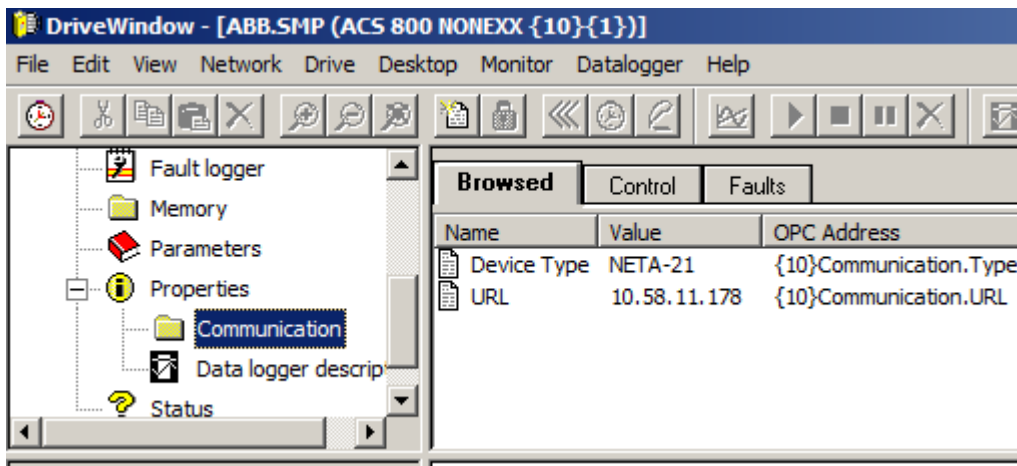 DriveWindow - [ABB.SMP (ACS 800 NONEXX {10}{1})]
File Edit View Network Drive Desktop Monitor Datalogger Help
Fault logger
Memory
Parameters
Properties
Communication
Data logger descrip
Status
Browsed Control Faults
Name Value OPC Address
Device Type NETA-21 {10}Communication.Type
URL 10.58.11.178 {10}Communication.URL